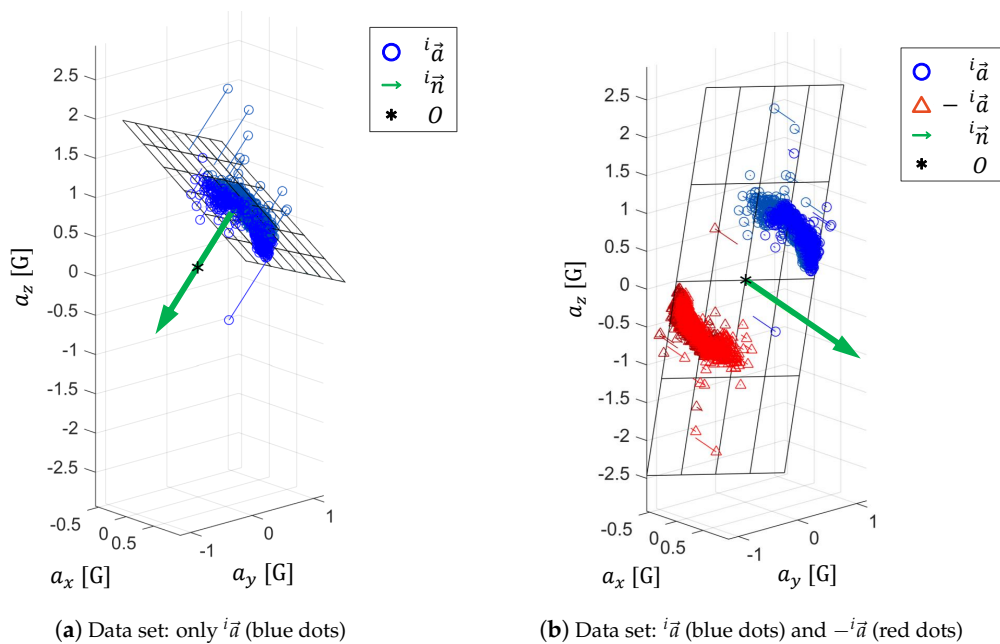 2.5
2
1.5
1
0.5
0
-0.5
-1
-1.5
-2
-2.5
a_z [G]
-0.5
0
0.5
a_x [G]
-1
0
1
a_y [G]
ⁱa⃗
ⁱn⃗
O
(a) Data set: only ⁱa⃗ (blue dots)
2.5
2
1.5
1
0.5
0
-0.5
-1
-1.5
-2
-2.5
a_z [G]
-0.5
0
0.5
a_x [G]
-1
0
1
a_y [G]
ⁱa⃗
− ⁱa⃗
ⁱn⃗
O
(b) Data set: ⁱa⃗ (blue dots) and −ⁱa⃗ (red dots)